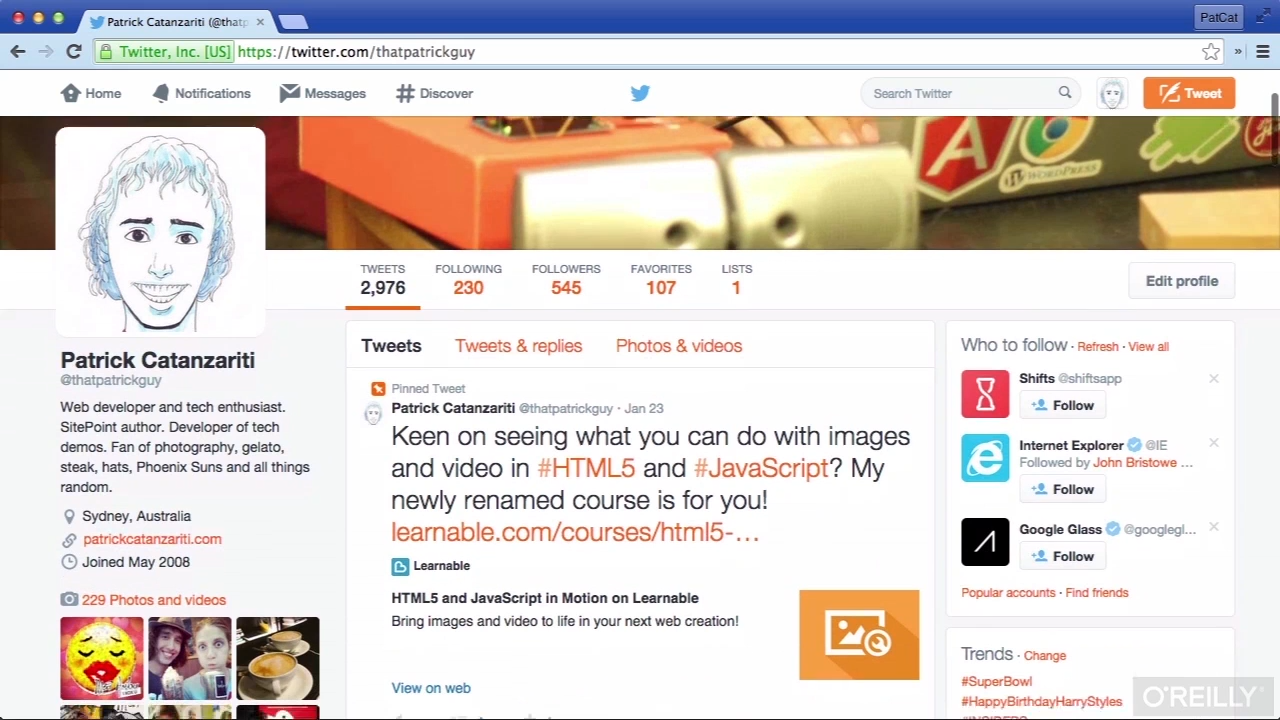 Patrick Catanzariti (@thatp
PatCat
Twitter, Inc. [US] https://twitter.com/thatpatrickguy
»
Home Notifications Messages Discover
Search Twitter
Tweet
WORDPRESS
TWEETS FOLLOWING FOLLOWERS FAVORITES LISTS
2,976 230 545 107 1
Edit profile
Patrick Catanzariti
@thatpatrickguy
Web developer and tech enthusiast.
SitePoint author. Developer of tech
demos. Fan of photography, gelato,
steak, hats, Phoenix Suns and all things
random.
Sydney, Australia
patrickcatanzariti.com
Joined May 2008
229 Photos and videos
Tweets Tweets & replies Photos & videos
Pinned Tweet
Patrick Catanzariti @thatpatrickguy · Jan 23
Keen on seeing what you can do with images
and video in #HTML5 and #JavaScript? My
newly renamed course is for you!
learnable.com/courses/html5-…
Learnable
HTML5 and JavaScript in Motion on Learnable
Bring images and video to life in your next web creation!
View on web
Who to follow · Refresh · View all
Shifts @shiftsapp
Follow
Internet Explorer @IE
Followed by John Bristowe ...
Follow
Google Glass @googlegl...
Follow
Popular accounts · Find friends
Trends · Change
#SuperBowl
#HappyBirthdayHarryStyles
O'REILLY